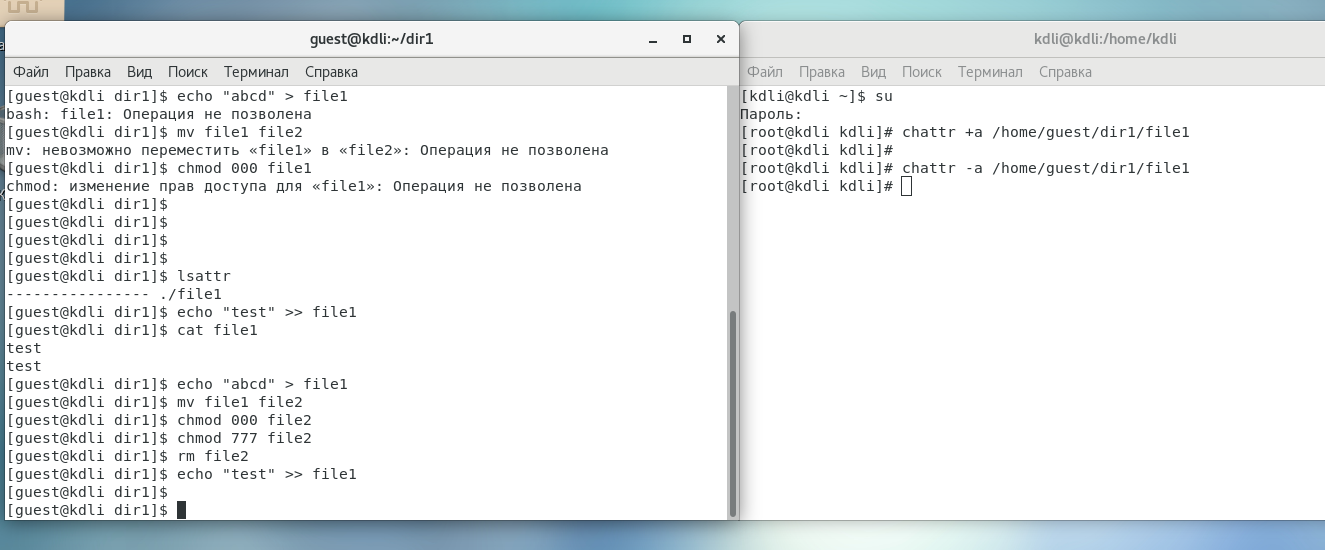 guest@kdli:~/dir1
Файл Правка Вид Поиск Терминал Справка
[guest@kdli dir1]$ echo "abcd" > file1
bash: file1: Операция не позволена
[guest@kdli dir1]$ mv file1 file2
mv: невозможно переместить «file1» в «file2»: Операция не позволена
[guest@kdli dir1]$ chmod 000 file1
chmod: изменение прав доступа для «file1»: Операция не позволена
[guest@kdli dir1]$
[guest@kdli dir1]$
[guest@kdli dir1]$
[guest@kdli dir1]$
[guest@kdli dir1]$ lsattr
---------------- ./file1
[guest@kdli dir1]$ echo "test" >> file1
[guest@kdli dir1]$ cat file1
test
test
[guest@kdli dir1]$ echo "abcd" > file1
[guest@kdli dir1]$ mv file1 file2
[guest@kdli dir1]$ chmod 000 file2
[guest@kdli dir1]$ chmod 777 file2
[guest@kdli dir1]$ rm file2
[guest@kdli dir1]$ echo "test" >> file1
[guest@kdli dir1]$
[guest@kdli dir1]$
kdli@kdli:/home/kdli
Файл Правка Вид Поиск Терминал Справка
[kdli@kdli ~]$ su
Пароль:
[root@kdli kdli]# chattr +a /home/guest/dir1/file1
[root@kdli kdli]#
[root@kdli kdli]# chattr -a /home/guest/dir1/file1
[root@kdli kdli]#